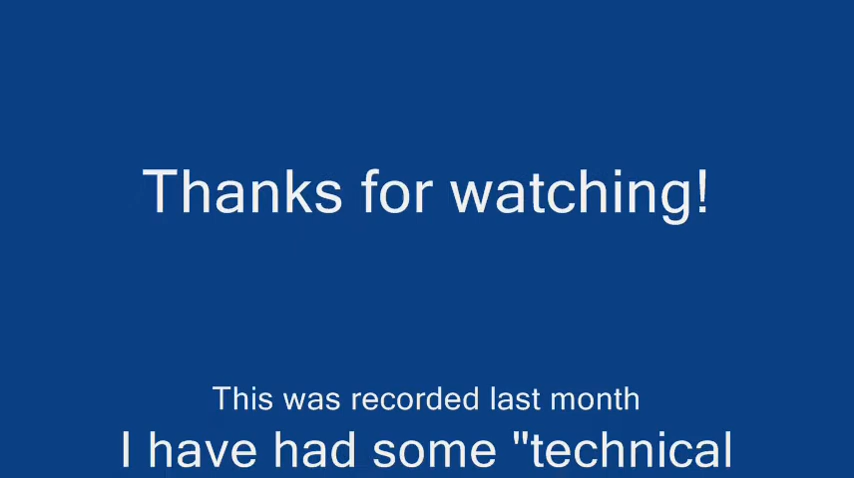 Thanks for watching!
This was recorded last month
I have had some "technical